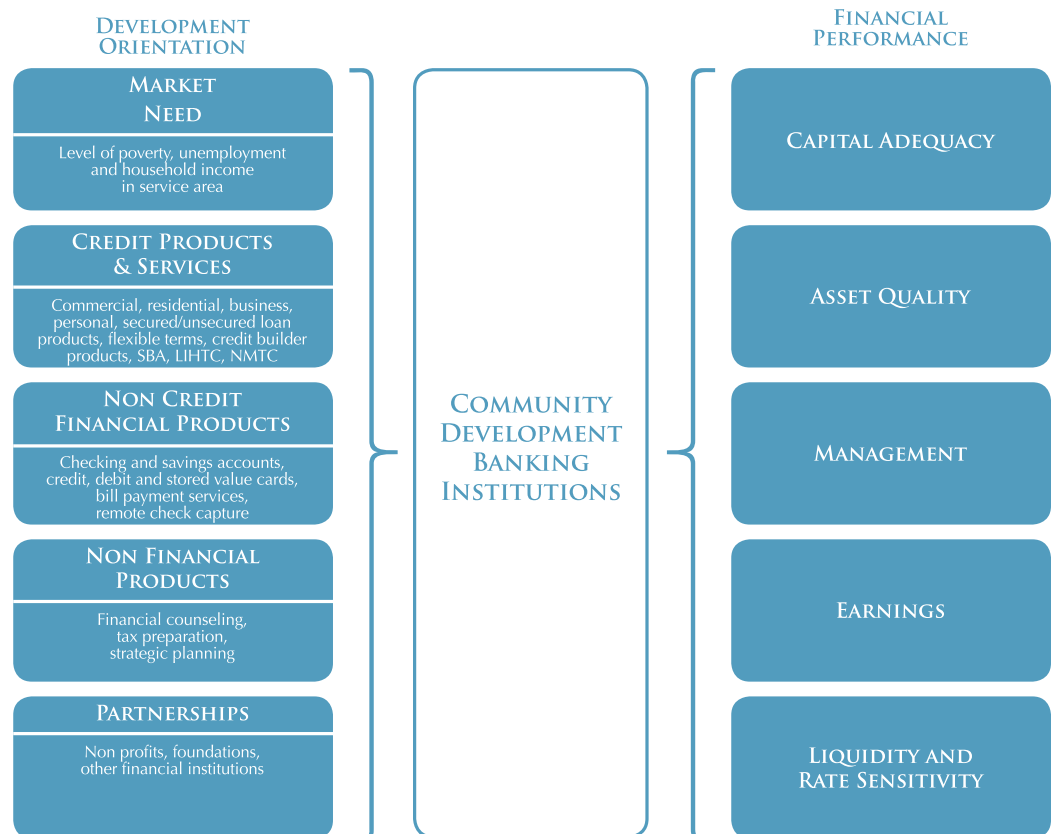 DEVELOPMENT
ORIENTATION
MARKET
NEED
Level of poverty, unemployment
and household income
in service area
CREDIT PRODUCTS
& SERVICES
Commercial, residential, business,
personal, secured/unsecured loan
products, flexible terms, credit builder
products, SBA, LIHTC, NMTC
NON CREDIT
FINANCIAL PRODUCTS
Checking and savings accounts,
credit, debit and stored value cards,
bill payment services,
remote check capture
NON FINANCIAL
PRODUCTS
Financial counseling,
tax preparation,
strategic planning
PARTNERSHIPS
Non profits, foundations,
other financial institutions
COMMUNITY
DEVELOPMENT
BANKING
INSTITUTIONS
FINANCIAL
PERFORMANCE
CAPITAL ADEQUACY
ASSET QUALITY
MANAGEMENT
EARNINGS
LIQUIDITY AND
RATE SENSITIVITY